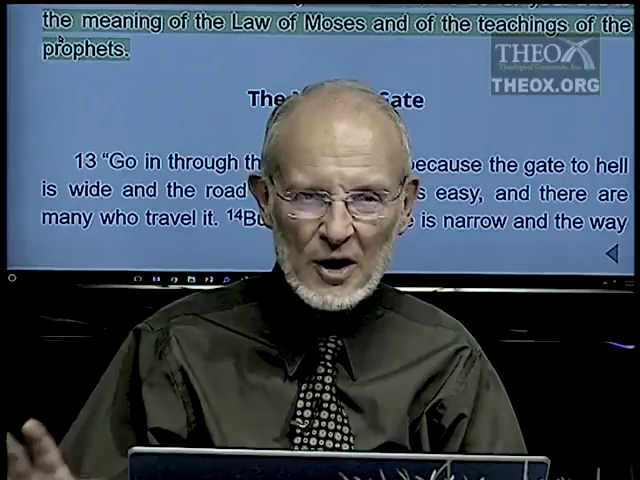 the meaning of the Law of Moses and of the teachings of the
prophets.
THEOX
THEOX.ORG
The Gate
13 “Go in through th because the gate to hell
is wide and the road s easy, and there are
many who travel it. 14Bu is narrow and the way